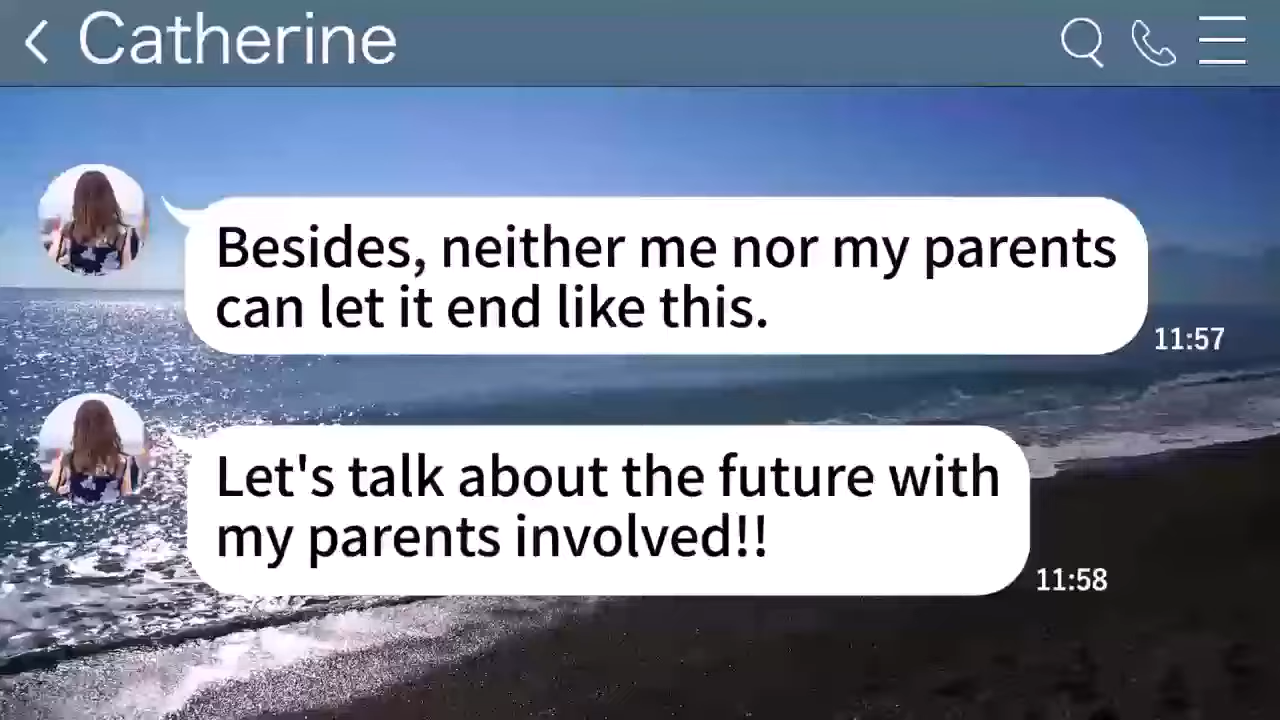 Catherine
Besides, neither me nor my parents
can let it end like this.
11:57
Let's talk about the future with
my parents involved!!
11:58